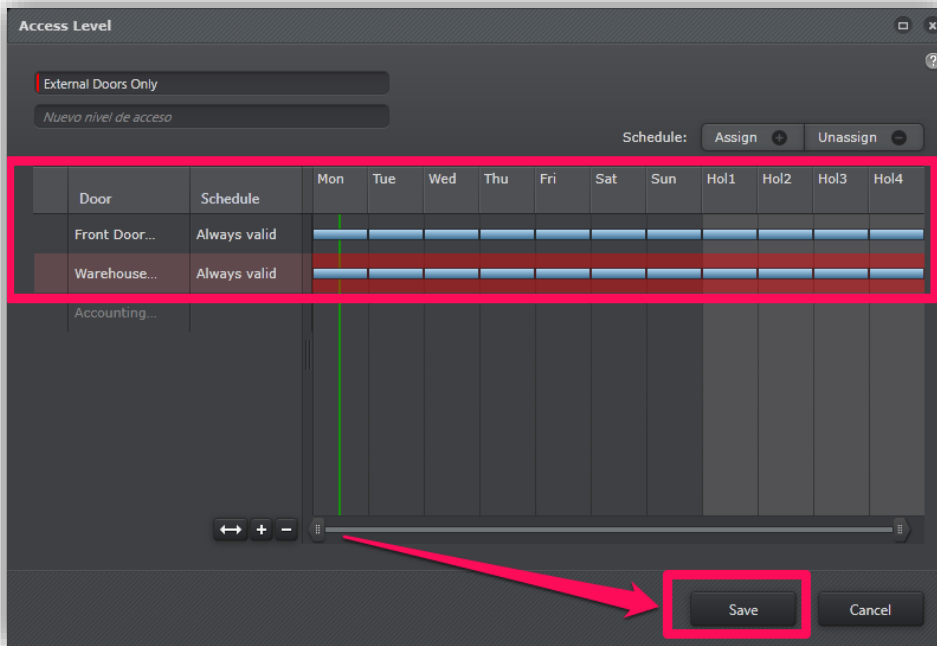 Access Level
External Doors Only
Nuevo nivel de acceso
Schedule: Assign Unassign
Door Schedule Mon Tue Wed Thu Fri Sat Sun Hol1 Hol2 Hol3 Hol4
Front Door... Always valid
Warehouse... Always valid
Accounting...
Save Cancel